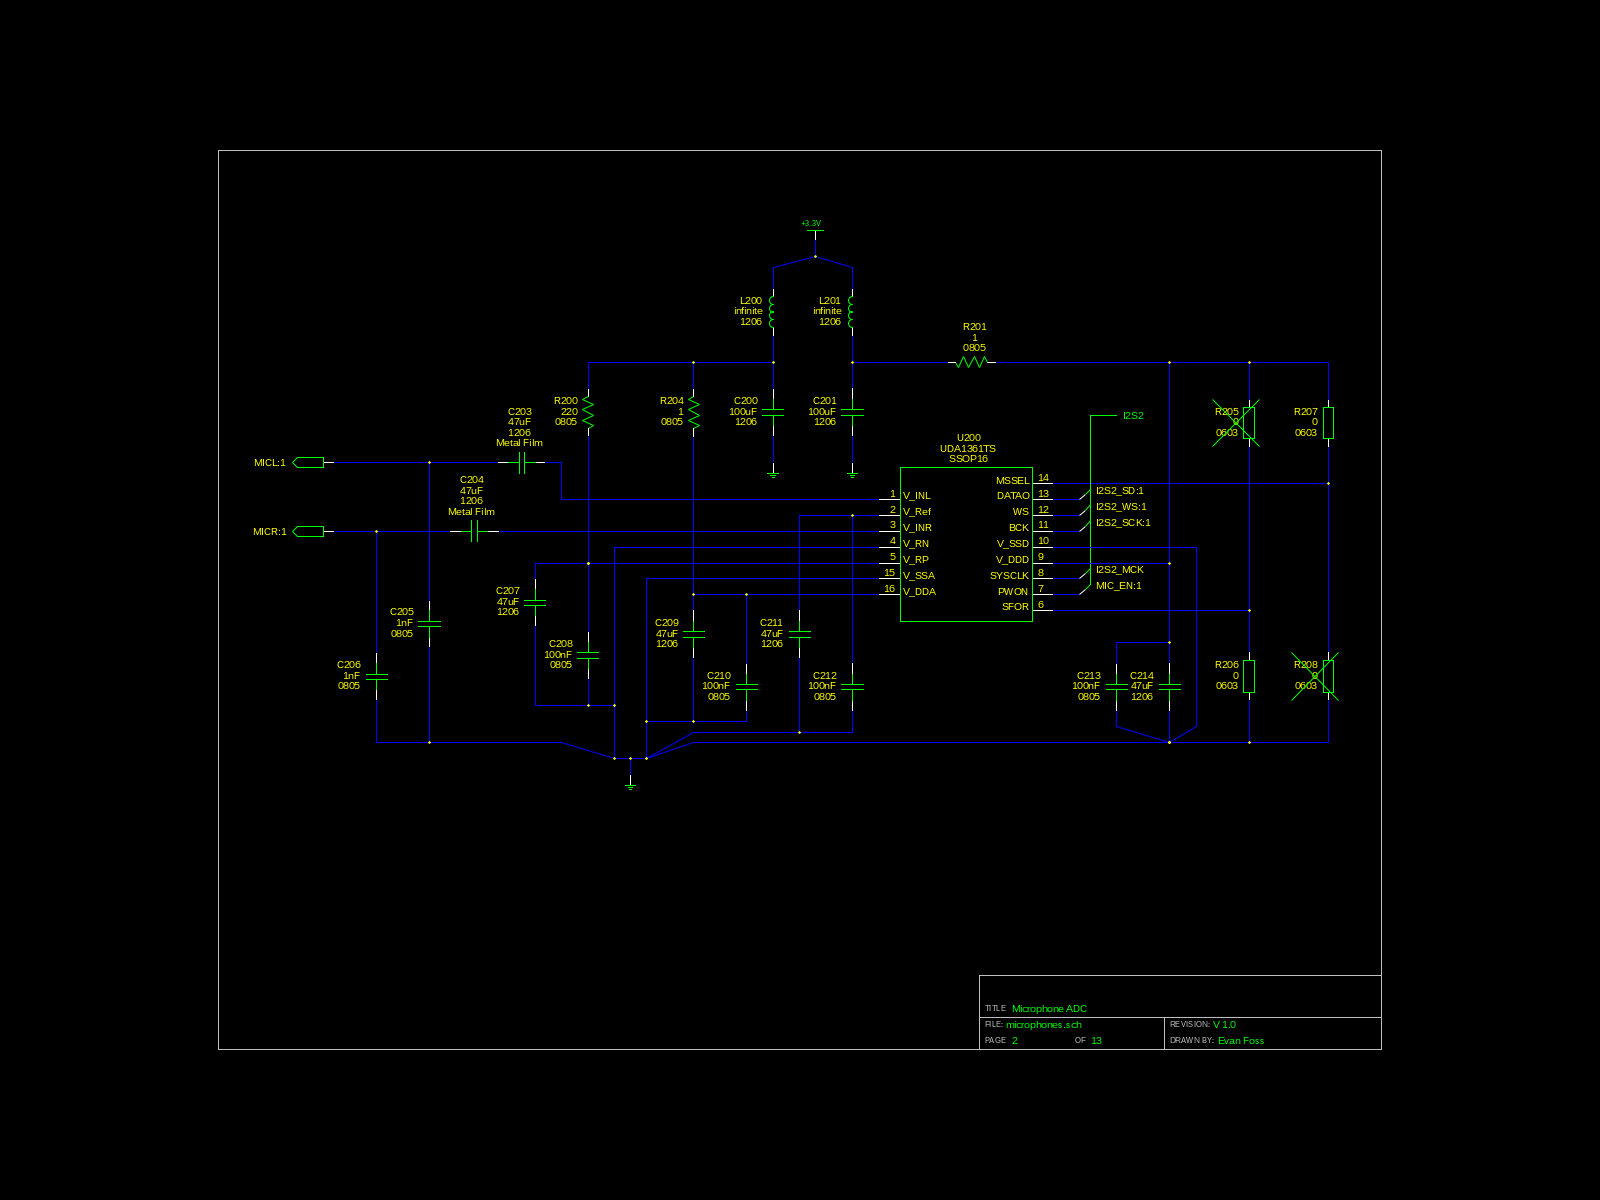 +3.3V
L200
infinite
1206
L201
infinite
1206
R201
1
0805
R200
220
0805
R204
1
0805
C200
100uF
1206
C201
100uF
1206
C203
47uF
1206
Metal Film
R205
0
0603
R207
0
0603
I2S2
U200
UDA1361TS
SSOP16
MICL:1
C204
47uF
1206
Metal Film
MICR:1
1 V_INL
2 V_Ref
3 V_INR
4 V_RN
5 V_RP
15 V_SSA
16 V_DDA
MSSEL 14
DATAO 13
WS 12
BCK 11
V_SSD 10
V_DDD 9
SYSCLK 8
PWON 7
SFOR 6
I2S2_SD:1
I2S2_WS:1
I2S2_SCK:1
I2S2_MCK
MIC_EN:1
C207
47uF
1206
C205
1nF
0805
C206
1nF
0805
C208
100nF
0805
C209
47uF
1206
C211
47uF
1206
C210
100nF
0805
C212
100nF
0805
C213
100nF
0805
C214
47uF
1206
R206
0
0603
R208
0
0603
TITLE Microphone ADC
FILE: microphones.sch
REVISION: V 1.0
PAGE 2 OF 13
DRAWN BY: Evan Foss